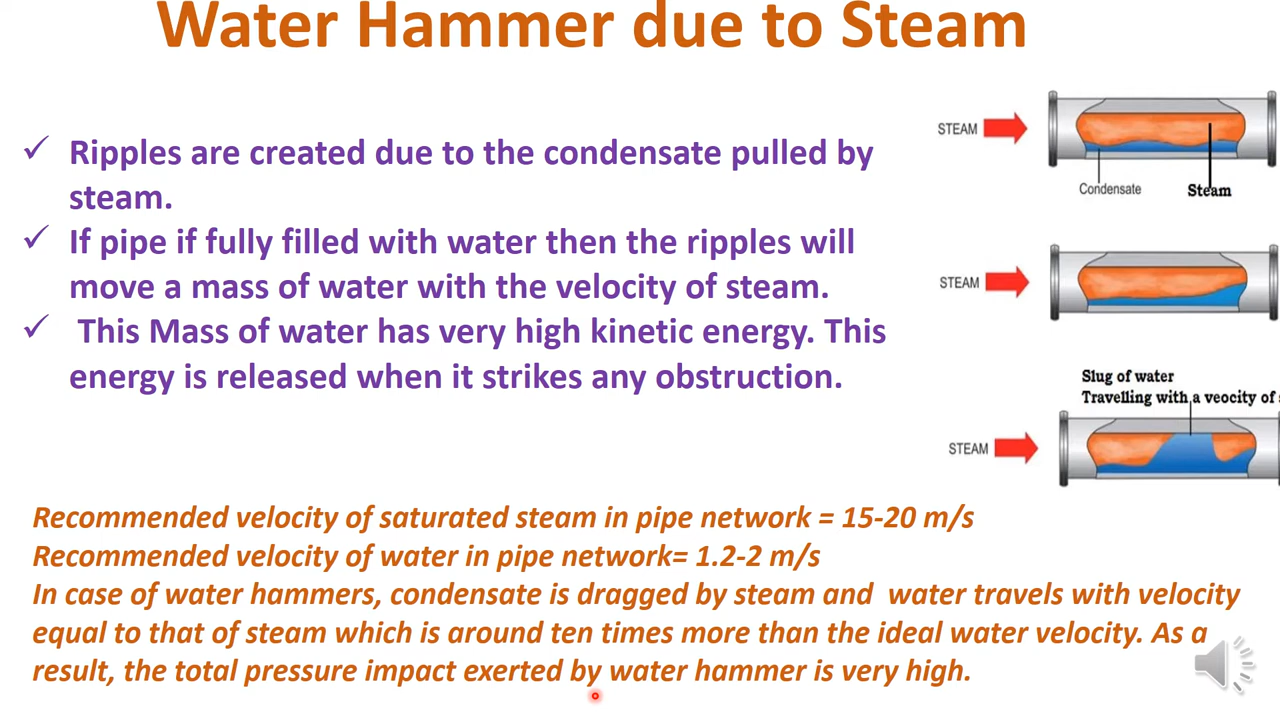 Water Hammer due to Steam
✓ Ripples are created due to the condensate pulled by
steam.
✓ If pipe if fully filled with water then the ripples will
move a mass of water with the velocity of steam.
✓ This Mass of water has very high kinetic energy. This
energy is released when it strikes any obstruction.
STEAM
Condensate
Steam
STEAM
Slug of water
Travelling with a veocity of
STEAM
Recommended velocity of saturated steam in pipe network = 15-20 m/s
Recommended velocity of water in pipe network= 1.2-2 m/s
In case of water hammers, condensate is dragged by steam and water travels with velocity
equal to that of steam which is around ten times more than the ideal water velocity. As a
result, the total pressure impact exerted by water hammer is very high.